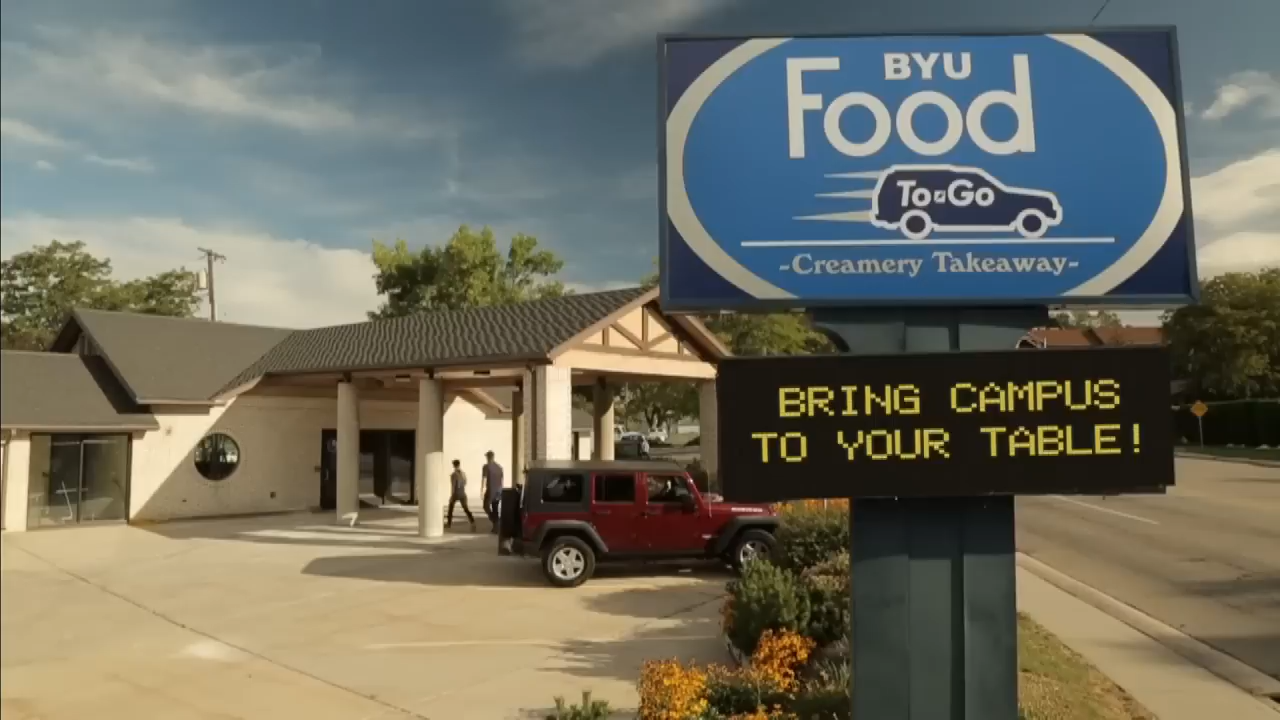 BYU
Food
To Go
-Creamery Takeaway-
BRING CAMPUS
TO YOUR TABLE!